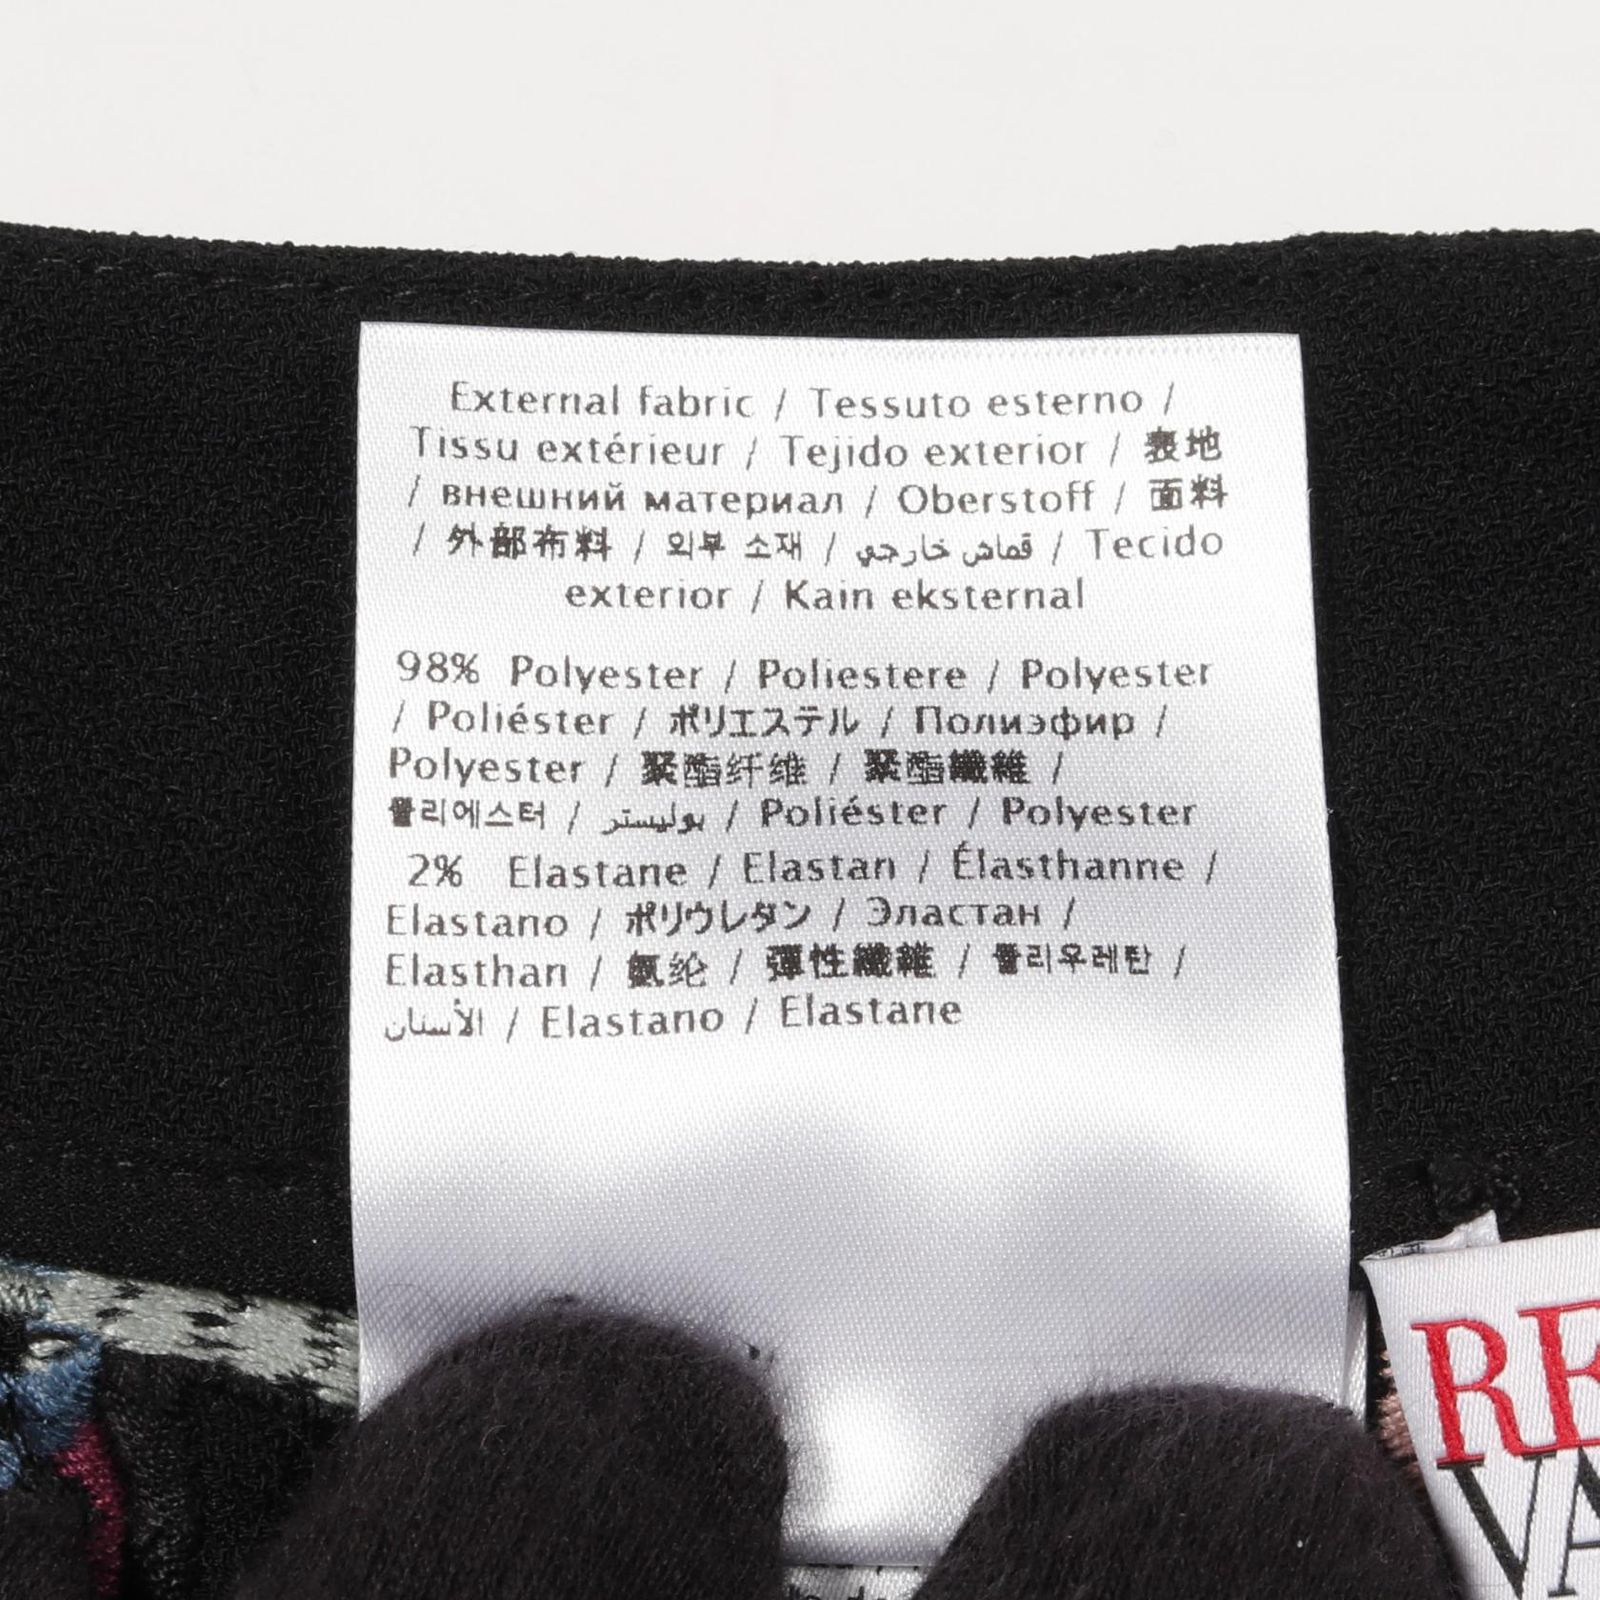 External fabric / Tessuto esterno /
Tissu extérieur / Tejido exterior / 表地
/ внешний материал / Oberstoff / 面料
/ 外部布料 / 외부 소재 / قماش خارجي / Tecido
exterior / Kain eksternal
98% Polyester / Poliestere / Polyester
/ Poliéster / ポリエステル / Полиэфир /
Polyester / 聚酯纤维 / 聚酯纖維 /
폴리에스터 / بوليستر / Poliéster / Polyester
2% Elastane / Elastan / Élasthanne /
Elastano / ポリウレタン / Эластан /
Elasthan / 氨纶 / 彈性纖維 / 폴리우레탄 /
الأسنان / Elastano / Elastane
RE
VA